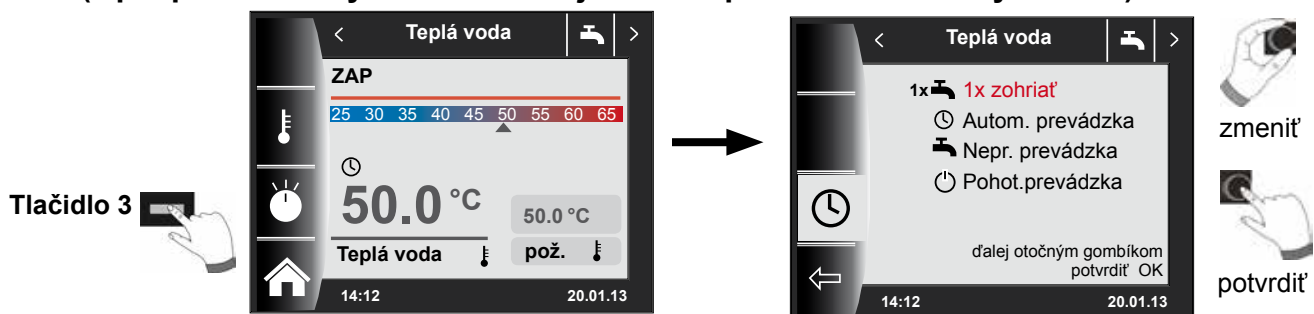 Tlačidlo 3
Teplá voda
ZAP
25 30 35 40 45 50 55 60 65
50.0 °C
50.0 °C
Teplá voda
pož.
14:12
20.01.13
Teplá voda
1x 1x zohriať
Autom. prevádzka
Nepr. prevádzka
Pohot.prevádzka
ďalej otočným gombíkom
potvrdiť OK
14:12
20.01.13
zmeniť
potvrdiť